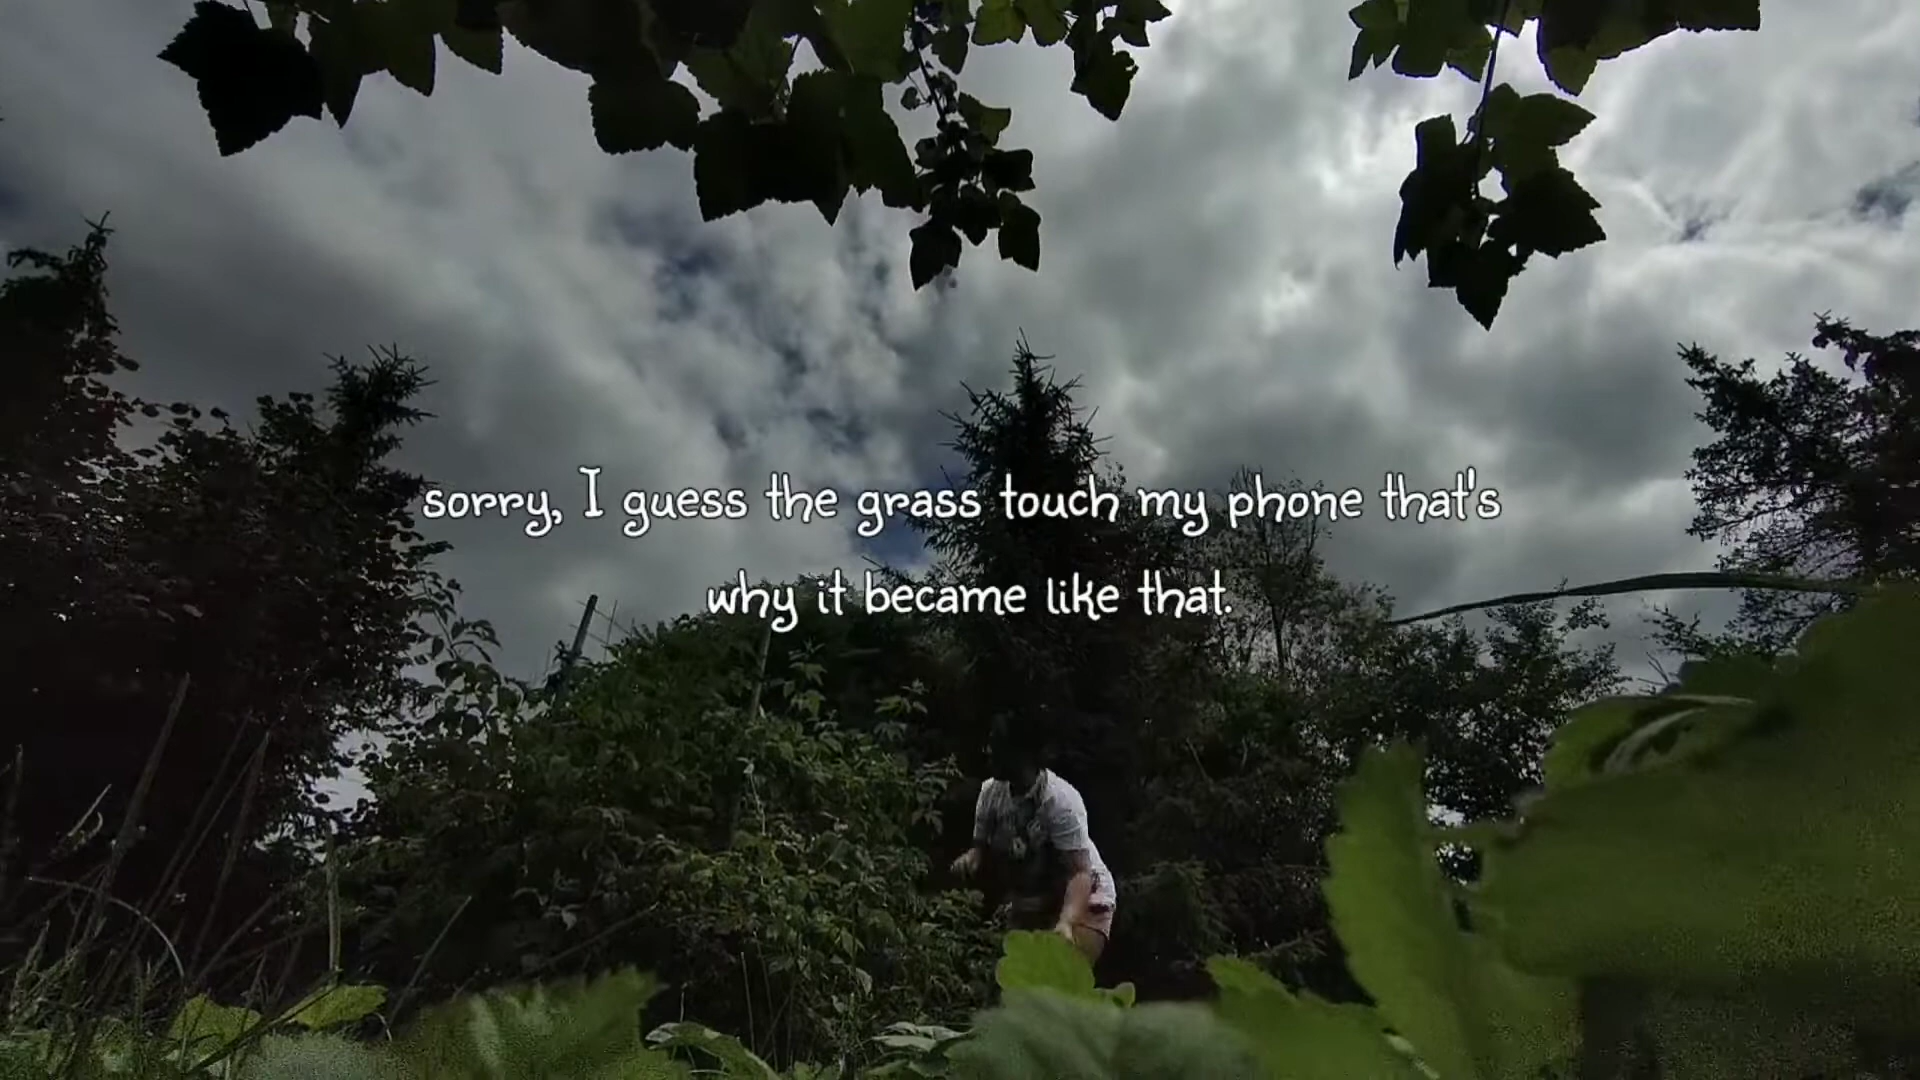 sorry, I guess the grass touch my phone that's
why it became like that.